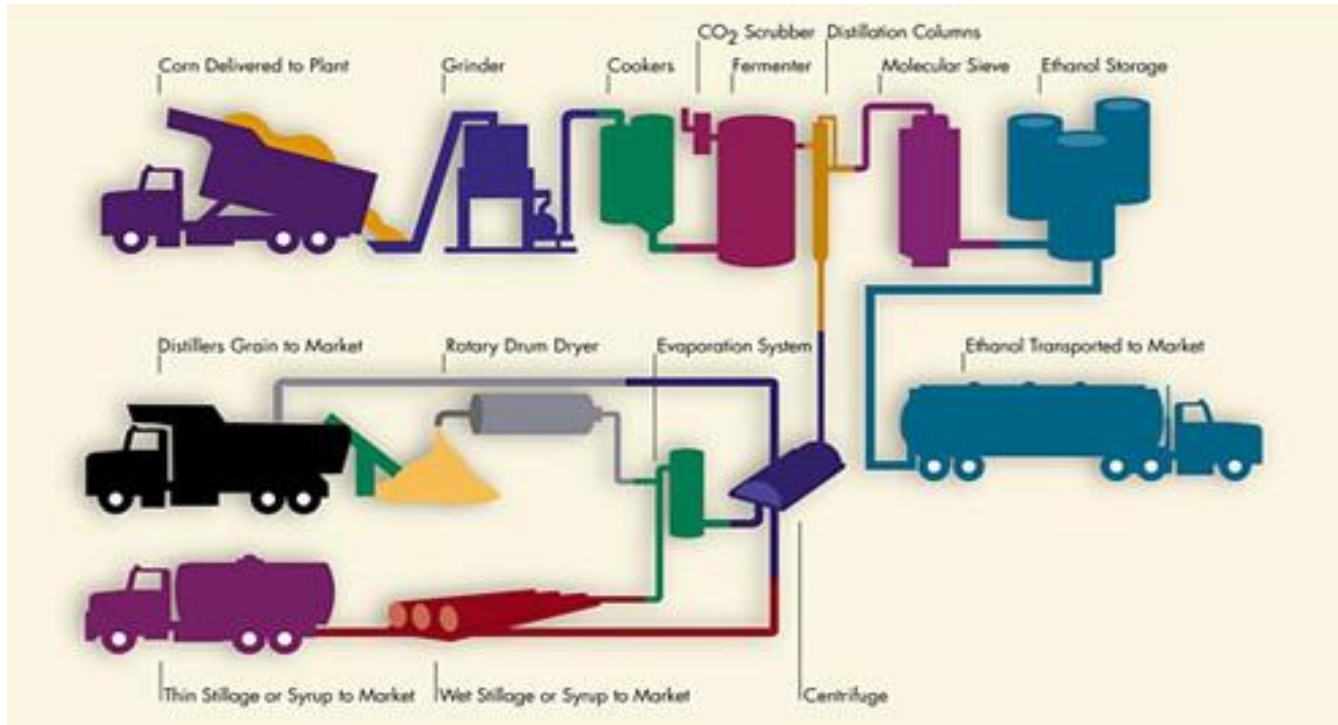 CO2 Scrubber
Distillation Columns
Corn Delivered to Plant
Grinder
Cookers
Fermenter
Molecular Sieve
Ethanol Storage
Distillers Grain to Market
Rotary Drum Dryer
Evaporation System
Ethanol Transported to Market
Thin Stillage or Syrup to Market
Wet Stillage or Syrup to Market
Centrifuge